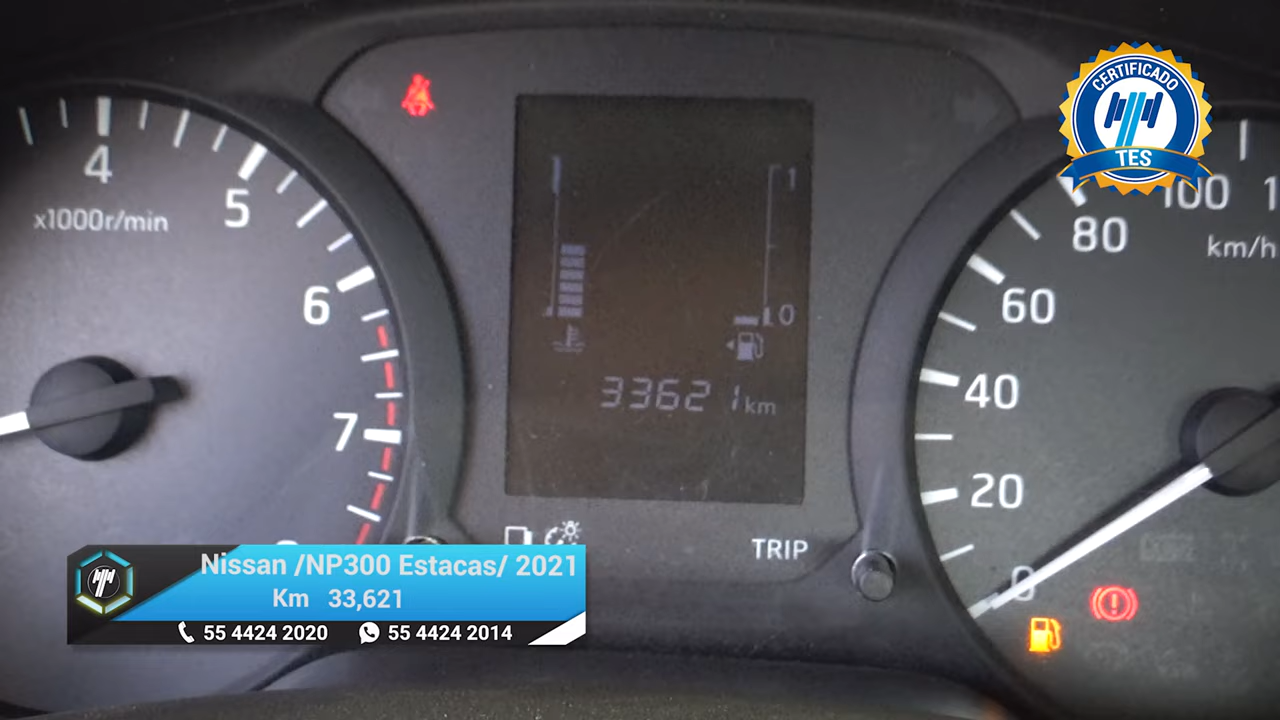 4
5
6
7
x1000r/min
1
0
33621 km
TRIP
CERTIFICADO
TES
100
80
60
40
20
0
km/h
Nissan /NP300 Estacas/ 2021
Km 33,621
55 4424 2020 55 4424 2014